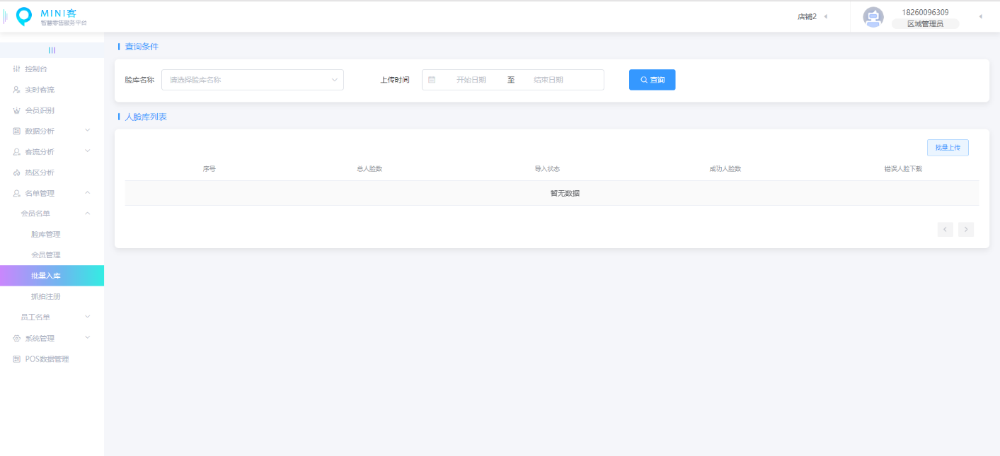 MINI客
智慧零售服务平台
店铺2
18260096309
区域管理员
控制台
实时客流
会员识别
数据分析
客流分析
热区分析
名单管理
会员名单
脸库管理
会员管理
批量入库
抓拍注册
员工名单
系统管理
POS数据管理
查询条件
脸库名称 请选择脸库名称 上传时间 开始日期 至 结束日期 查询
人脸库列表
批量上传
序号 总人脸数 导入状态 成功人脸数 错误人脸下载
暂无数据